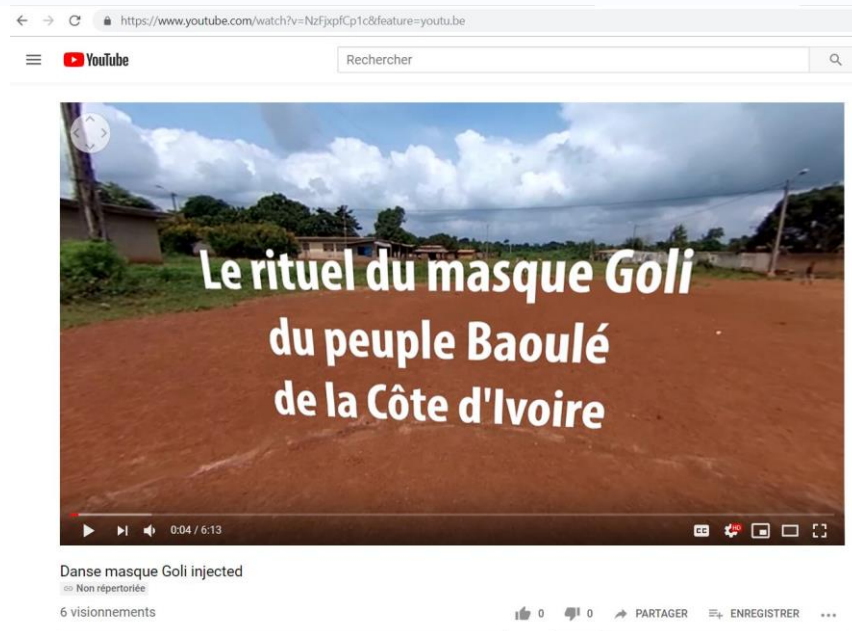 https://www.youtube.com/watch?v=NzFjxpfCp1c&feature=youtu.be
YouTube
Rechercher
Le rituel du masque Goli
du peuple Baoulé
de la Côte d'Ivoire
0:04 / 6:13
CC
HD
Danse masque Goli injected
Non répertoriée
6 visionnements
0
0
PARTAGER
ENREGISTRER